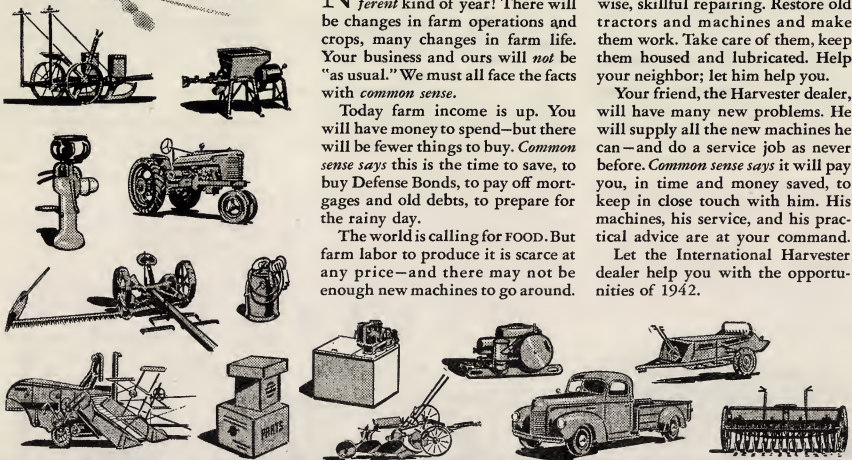 ferent kind of year! There will
be changes in farm operations and
crops, many changes in farm life.
Your business and ours will not be
"as usual." We must all face the facts
with common sense.
Today farm income is up. You
will have money to spend—but there
will be fewer things to buy. Common
sense says this is the time to save, to
buy Defense Bonds, to pay off mort-
gages and old debts, to prepare for
the rainy day.
The world is calling for FOOD. But
farm labor to produce it is scarce at
any price—and there may not be
enough new machines to go around.
wise, skillful repairing. Restore old
tractors and machines and make
them work. Take care of them, keep
them housed and lubricated. Help
your neighbor; let him help you.
Your friend, the Harvester dealer,
will have many new problems. He
will supply all the new machines he
can—and do a service job as never
before. Common sense says it will pay
you, in time and money saved, to
keep in close touch with him. His
machines, his service, and his prac-
tical advice are at your command.
Let the International Harvester
dealer help you with the opportu-
nities of 1942.
PARTS